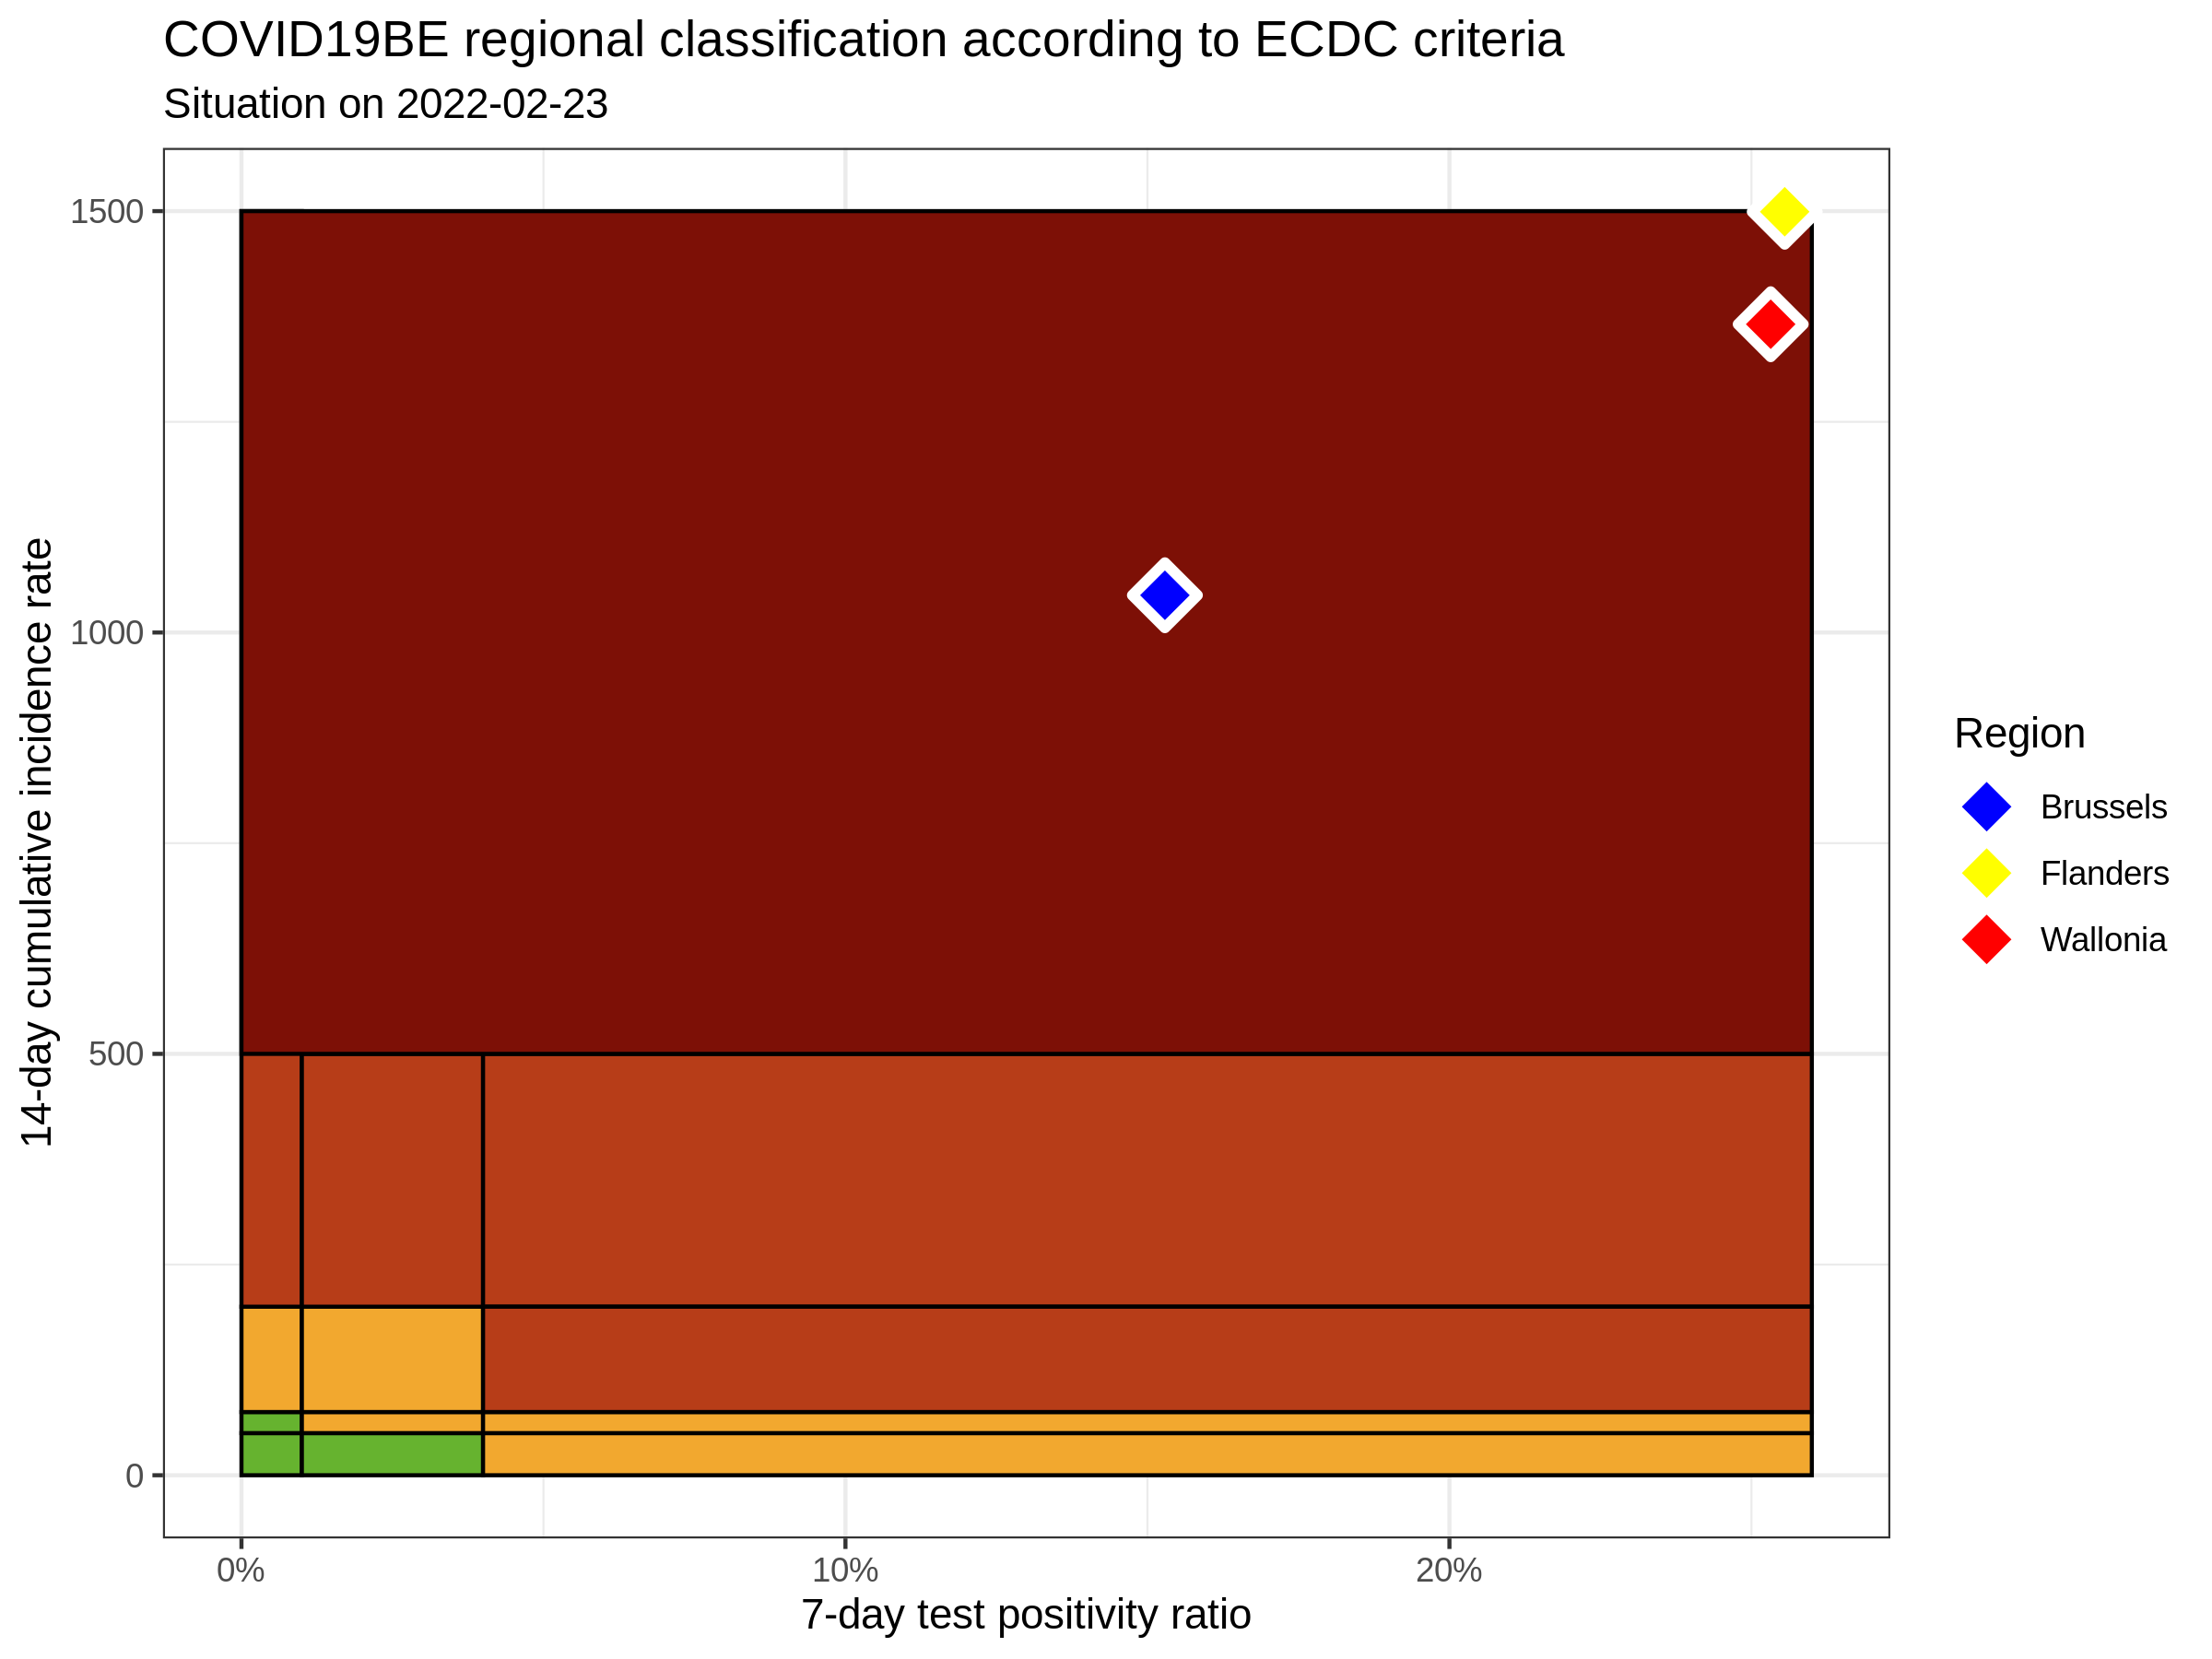 COVID19BE regional classification according to ECDC criteria
Situation on 2022-02-23
14-day cumulative incidence rate
1500
1000
500
0
0%
10%
20%
7-day test positivity ratio
Region
Brussels
Flanders
Wallonia